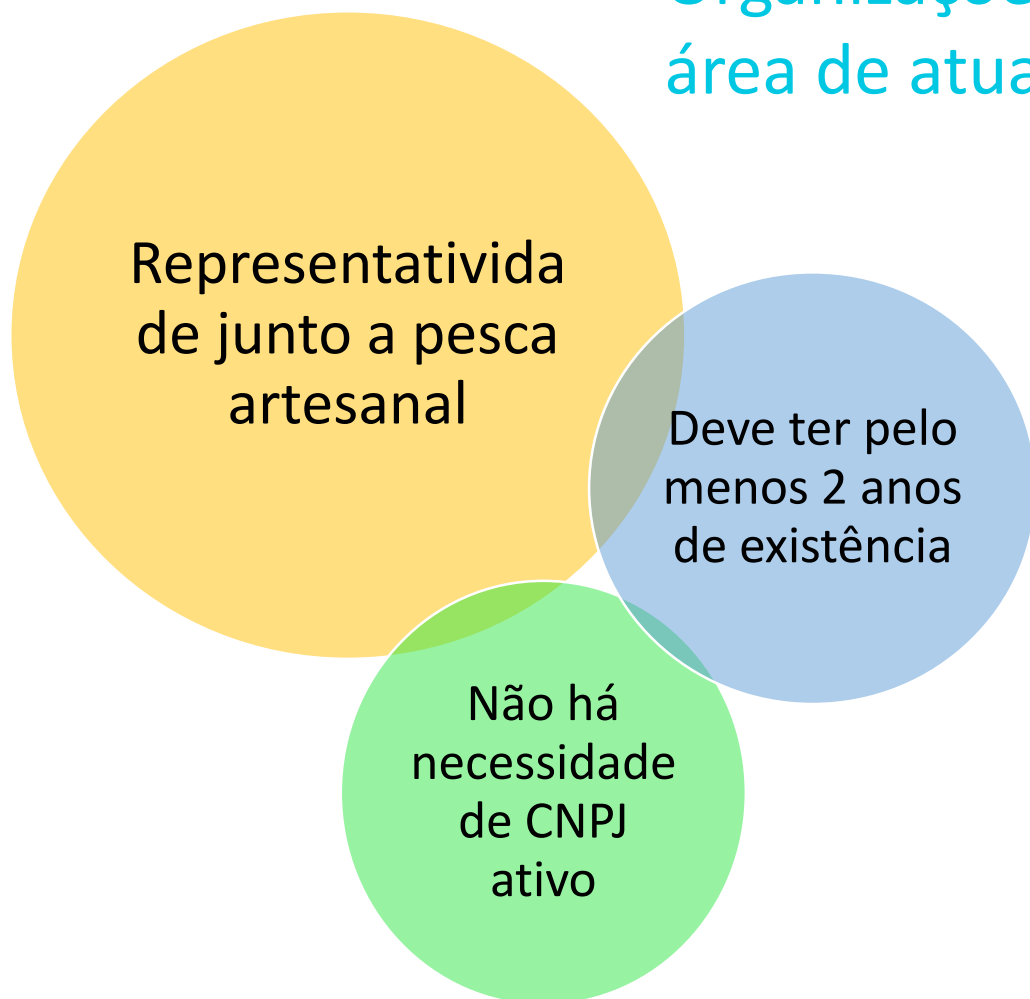 área de atua
Representativida
de junto a pesca
artesanal
Deve ter pelo
menos 2 anos
de existência
Não há
necessidade
de CNPJ
ativo